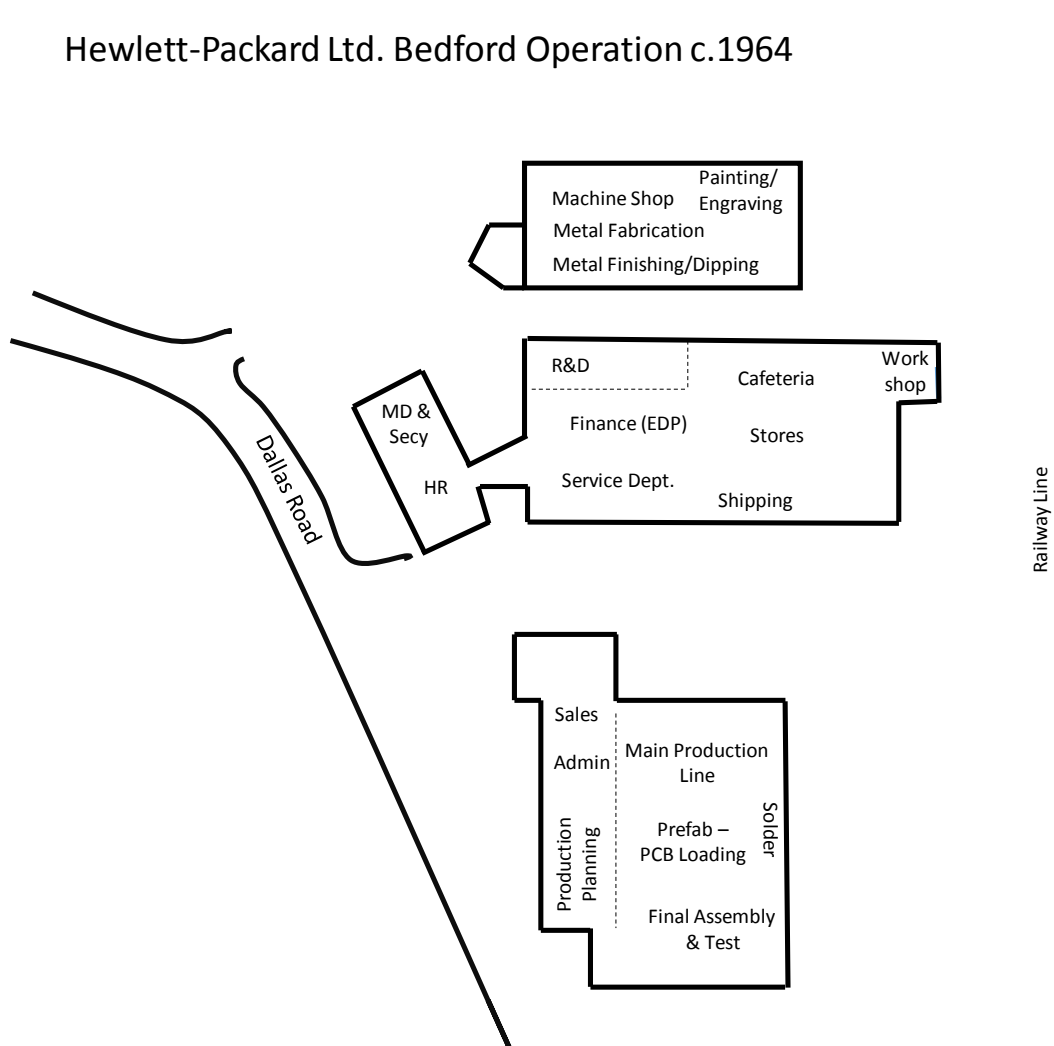 Hewlett-Packard Ltd. Bedford Operation c.1964
Painting/
Engraving
Machine Shop
Metal Fabrication
Metal Finishing/Dipping
R&D
Cafeteria
Work
shop
MD &
Secy
Finance (EDP)
Stores
HR
Service Dept.
Shipping
Dallas Road
Railway Line
Sales
Admin
Production
Planning
Main Production
Line
Prefab –
PCB Loading
Solder
Final Assembly
& Test